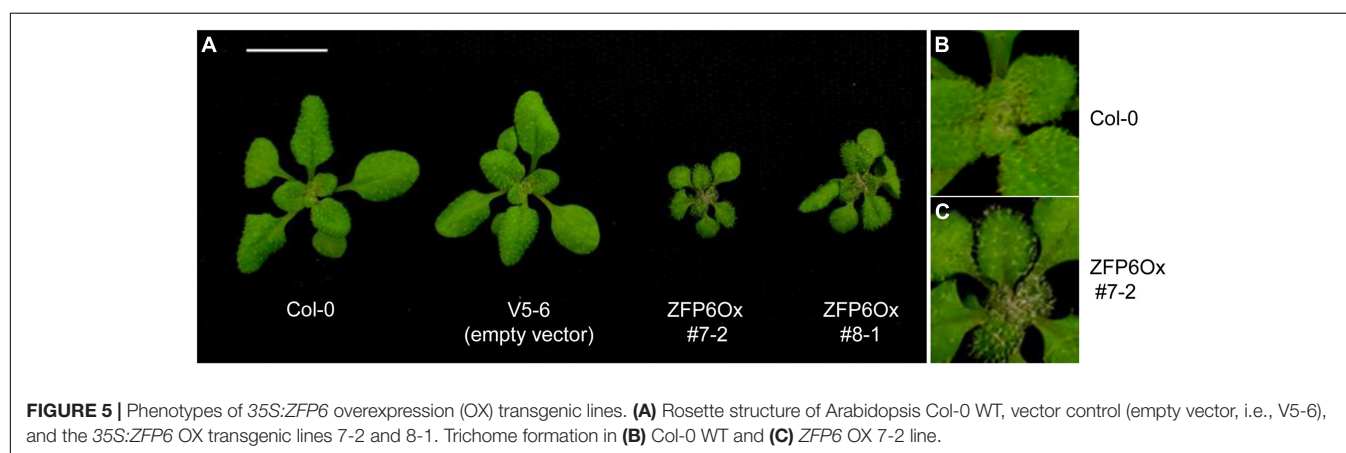 A
B
Col-0
C
ZFP6Ox
#7-2
Col-0
V5-6
(empty vector)
ZFP6Ox
#7-2
ZFP6Ox
#8-1
FIGURE 5 | Phenotypes of 35S:ZFP6 overexpression (OX) transgenic lines. (A) Rosette structure of Arabidopsis Col-0 WT, vector control (empty vector, i.e., V5-6),
and the 35S:ZFP6 OX transgenic lines 7-2 and 8-1. Trichome formation in (B) Col-0 WT and (C) ZFP6 OX 7-2 line.